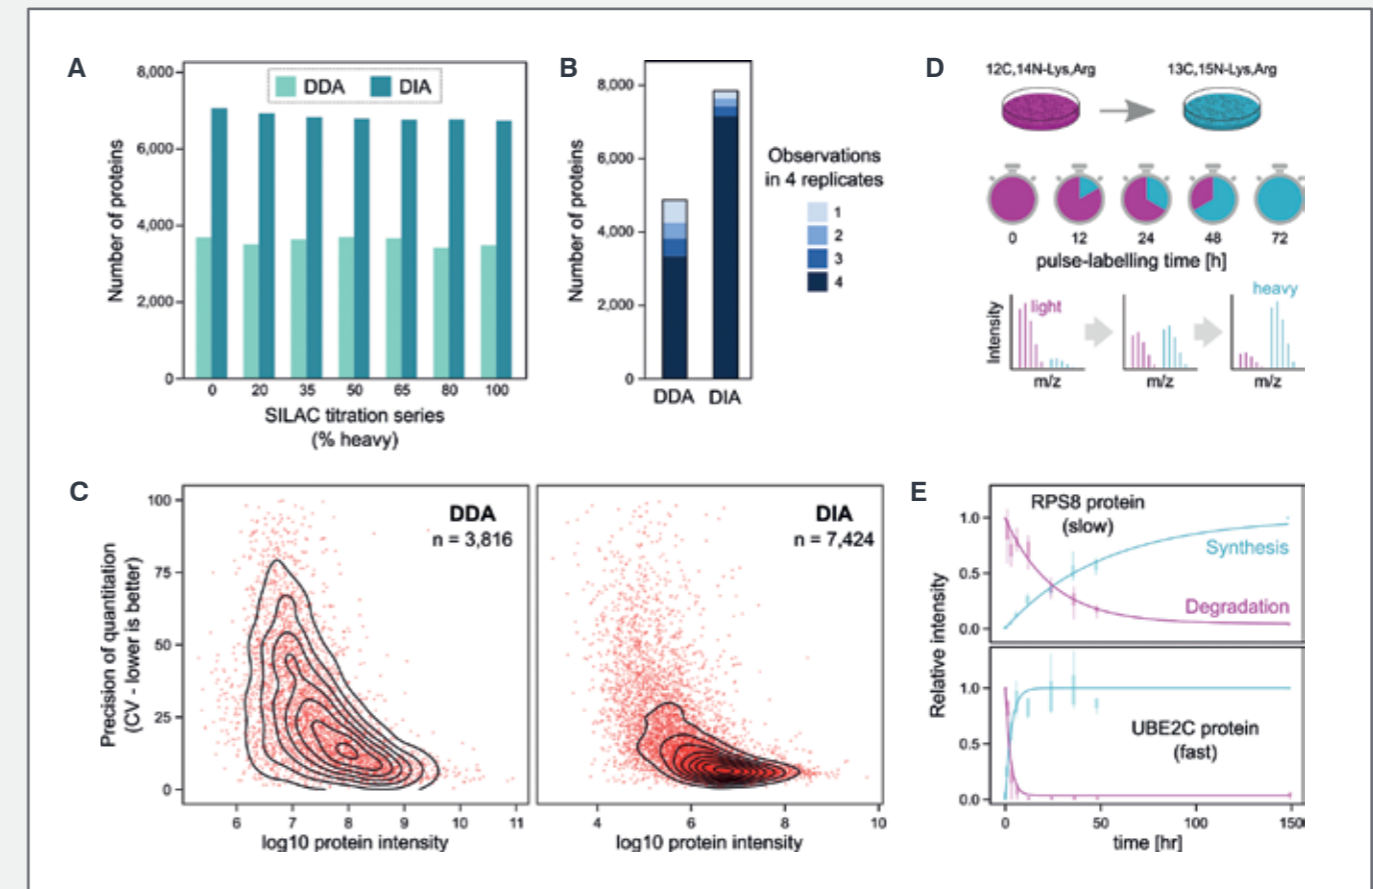 A
8,000
6,000
4,000
2,000
0
Number of proteins
DDA DIA
0 20 35 50 65 80 100
SILAC titration series
(% heavy)
B
8,000
6,000
4,000
2,000
0
Number of proteins
DDA DIA
Observations
in 4 replicates
1
2
3
4
D
12C,14N-Lys,Arg 13C,15N-Lys,Arg
0 12 24 48 72
pulse-labelling time [h]
Intensity
light
heavy
m/z m/z m/z
C
Precision of quantitation
(CV - lower is better)
100
75
50
25
0
DDA
n = 3,816
6 7 8 9 10 11
log10 protein intensity
DIA
n = 7,424
4 6 8 10
log10 protein intensity
E
Relative intensity
1.0
0.5
0.0
RPS8 protein
(slow)
Synthesis
Degradation
1.0
0.5
0.0
UBE2C protein
(fast)
0 50 100 150
time [hr]